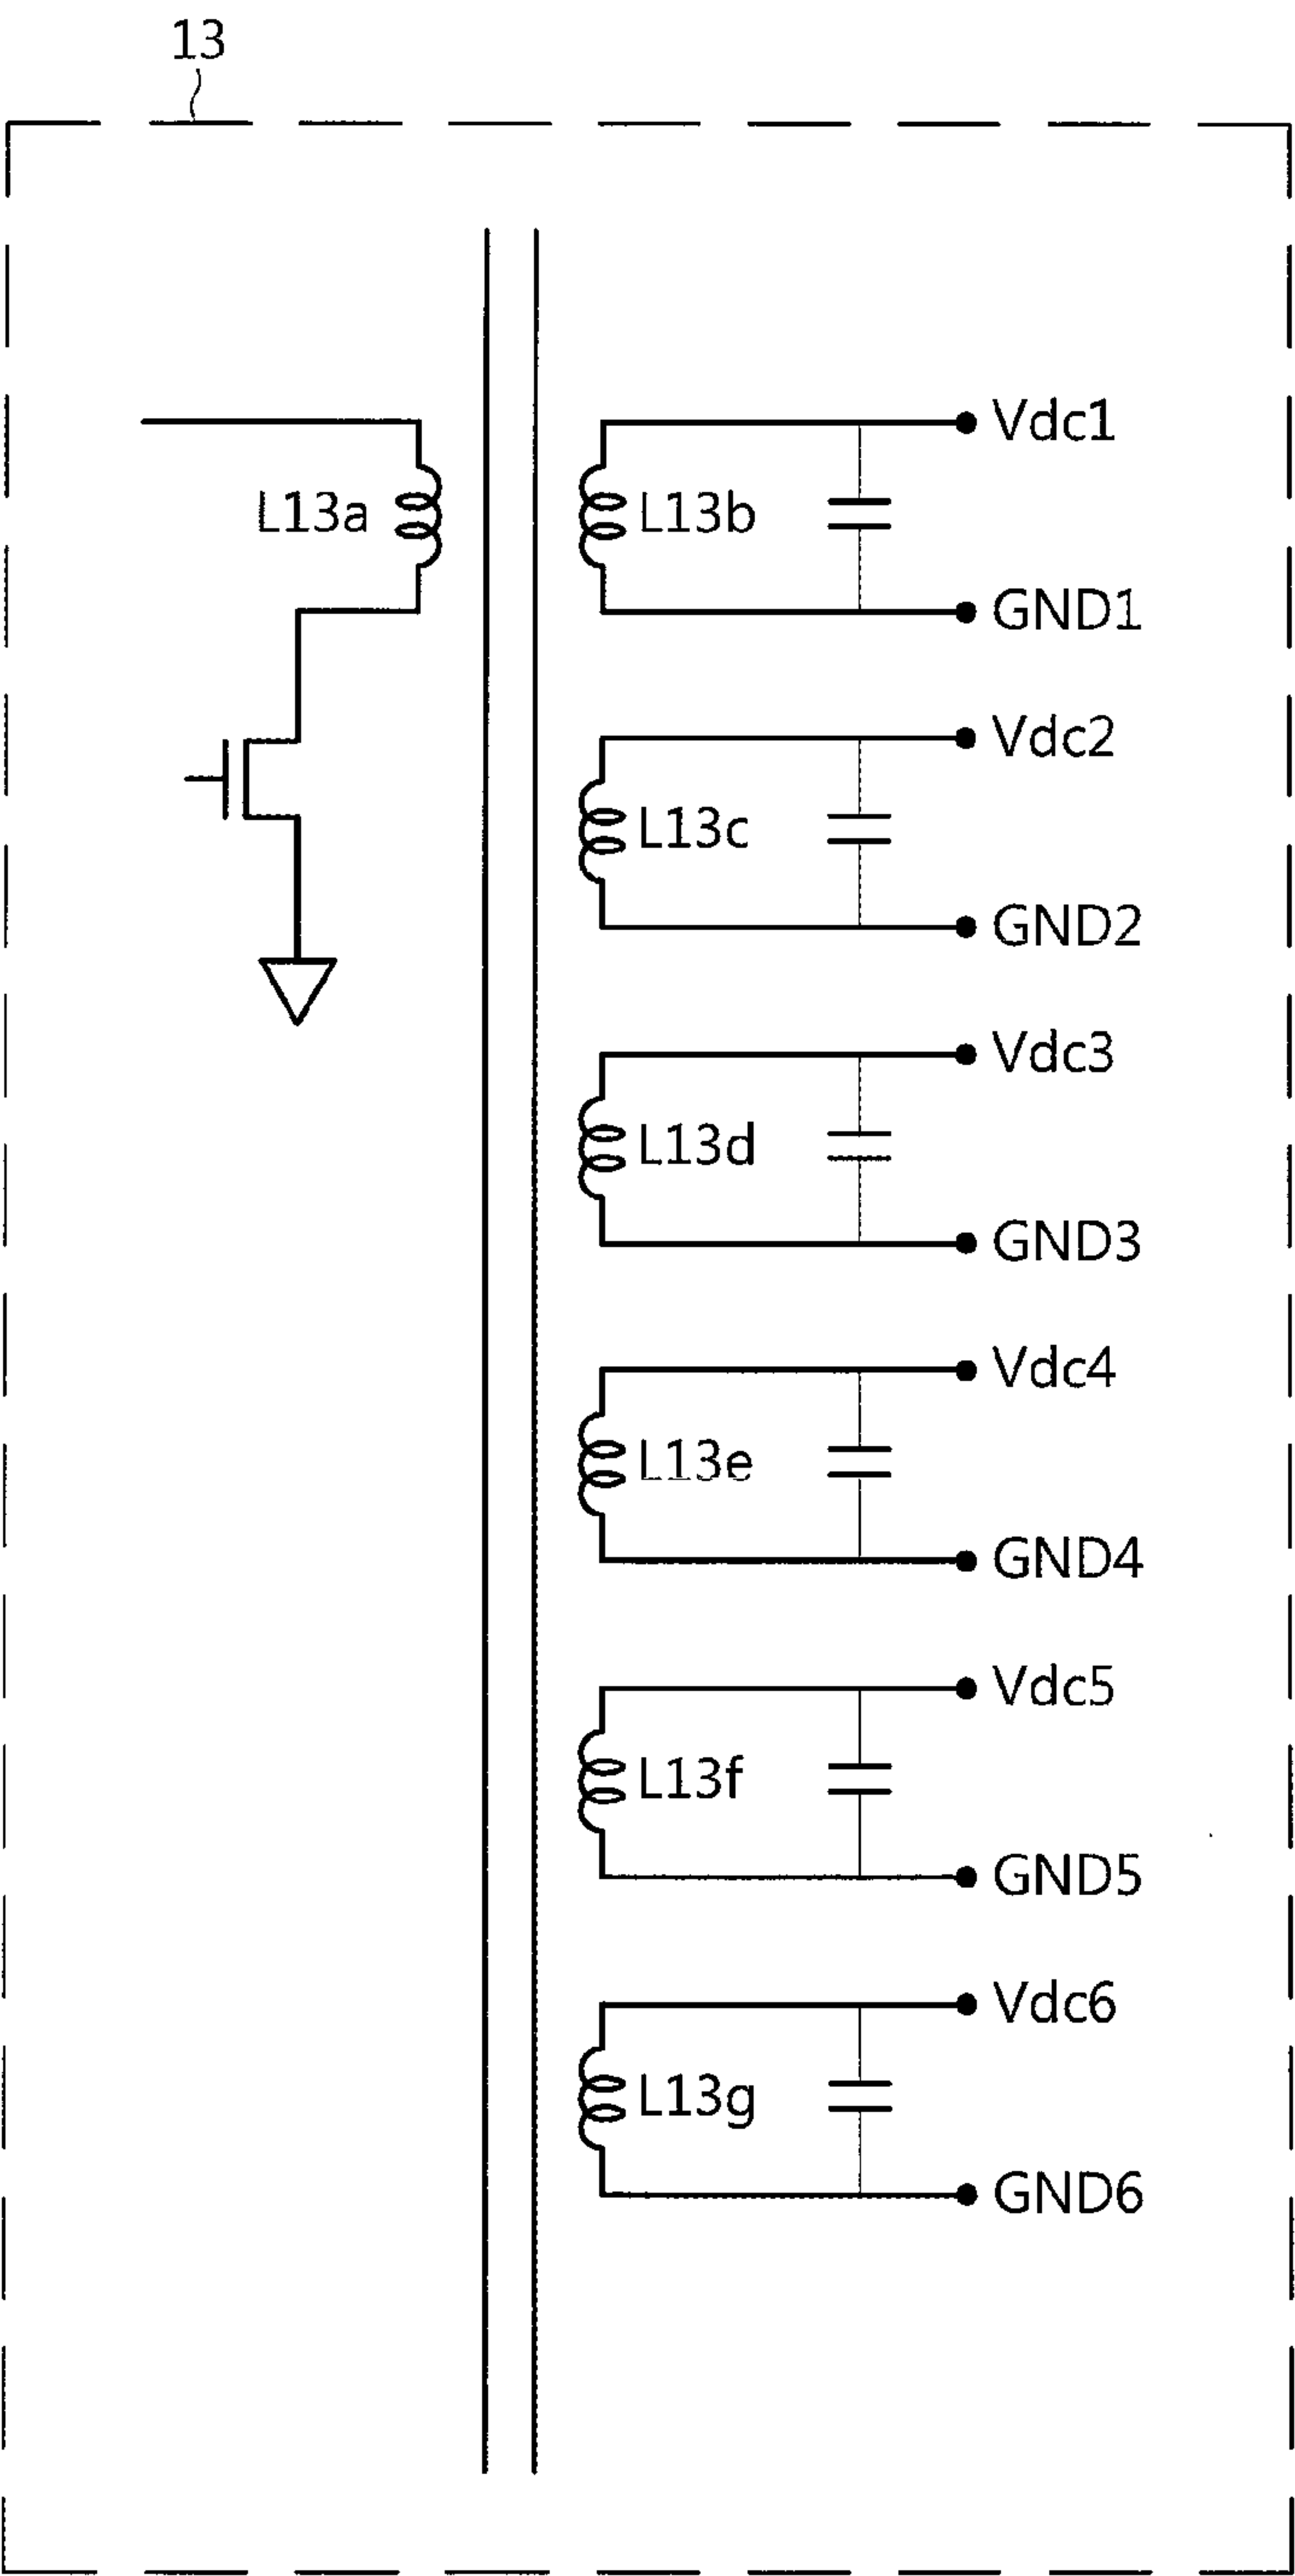 13
Vdc1
L13a
L13b
GND1
Vdc2
L13c
GND2
Vdc3
L13d
GND3
Vdc4
L13e
GND4
Vdc5
L13f
GND5
Vdc6
L13g
GND6